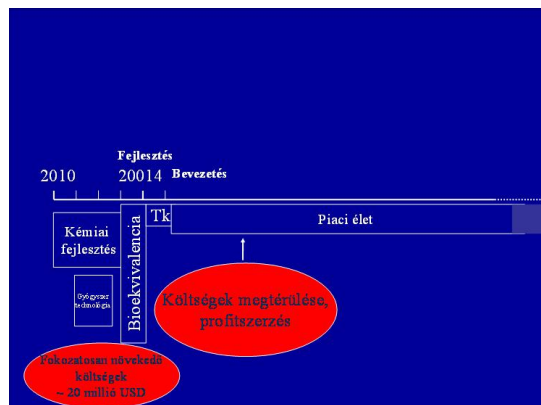 Fejlesztés
2010
20014
Bevezetés
Kémiai
fejlesztés
Bioekvivalencia
Tk
Piaci élet
Gyógyszer
technológia
Költségek megtérülése,
profitszerzés
Fokozatosan növekedő
költségek
~ 20 millió USD